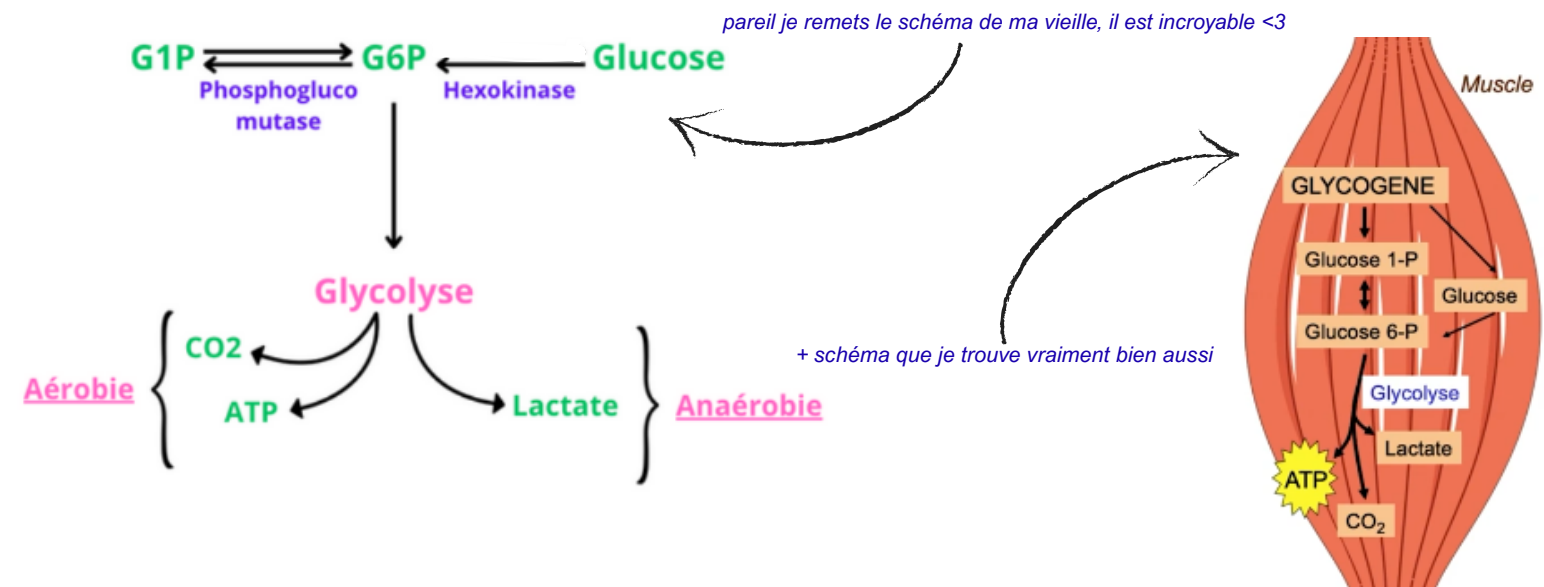 pareil je remets le schéma de ma vieille, il est incroyable <3
G1P
G6P
Glucose
Phosphogluco
mutase
Hexokinase
Glycolyse
CO2
ATP
Aérobie
Lactate
Anaérobie
+ schéma que je trouve vraiment bien aussi
Muscle
GLYCOGENE
Glucose 1-P
Glucose
Glucose 6-P
Glycolyse
Lactate
ATP
CO₂